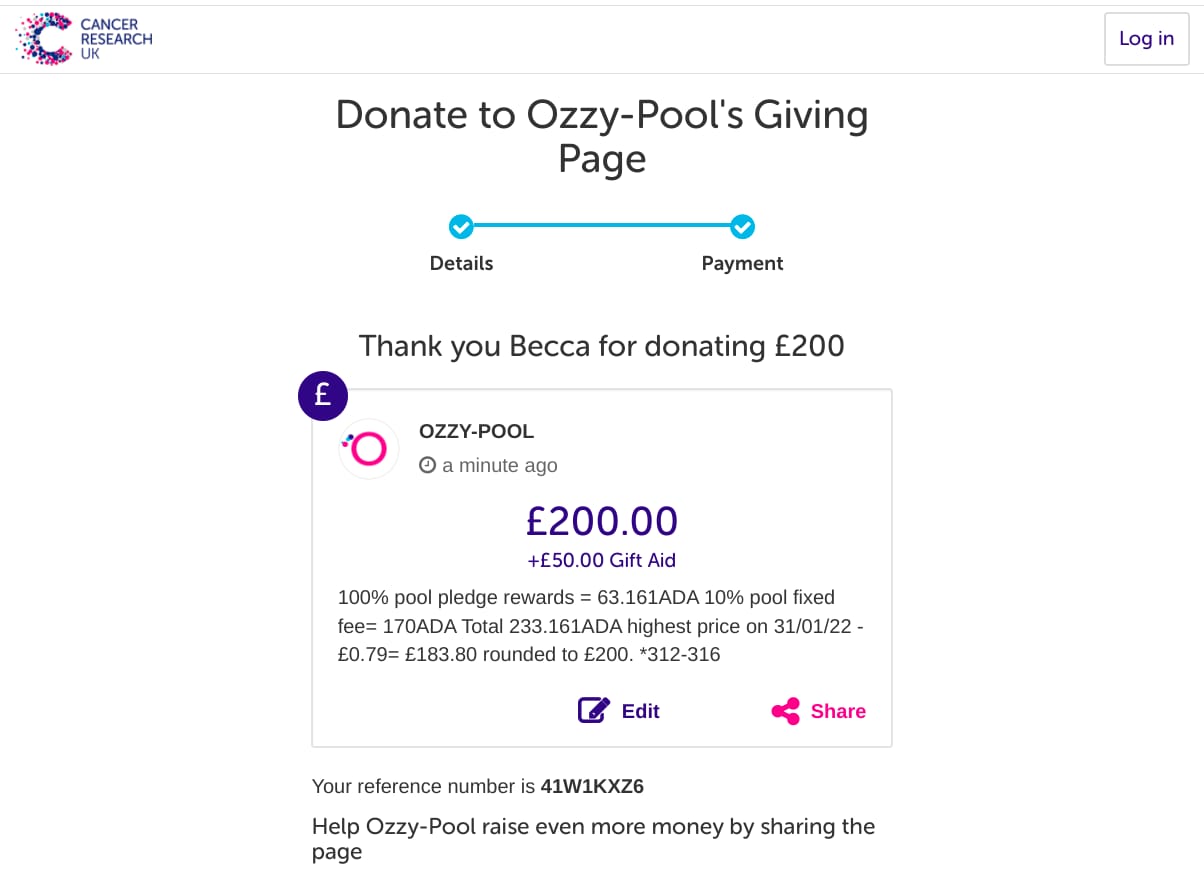 CANCER
RESEARCH
UK
Log in
Donate to Ozzy-Pool's Giving
Page
Details
Payment
Thank you Becca for donating £200
£
OZZY-POOL
a minute ago
£200.00
+£50.00 Gift Aid
100% pool pledge rewards = 63.161ADA 10% pool fixed
fee= 170ADA Total 233.161ADA highest price on 31/01/22 -
£0.79= £183.80 rounded to £200. *312-316
Edit
Share
Your reference number is 41W1KXZ6
Help Ozzy-Pool raise even more money by sharing the
page